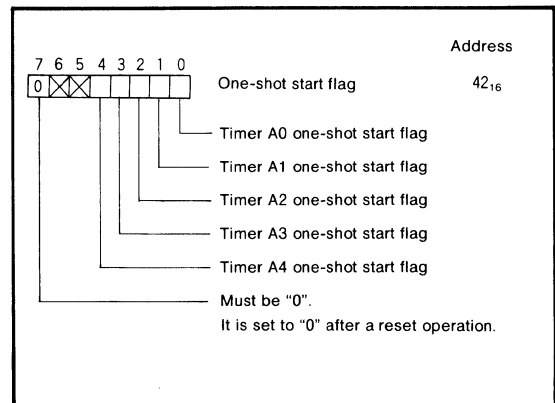 Address
7 6 5 4 3 2 1 0
0 One-shot start flag 42₁₆
Timer A0 one-shot start flag
Timer A1 one-shot start flag
Timer A2 one-shot start flag
Timer A3 one-shot start flag
Timer A4 one-shot start flag
Must be “0”.
It is set to “0” after a reset operation.